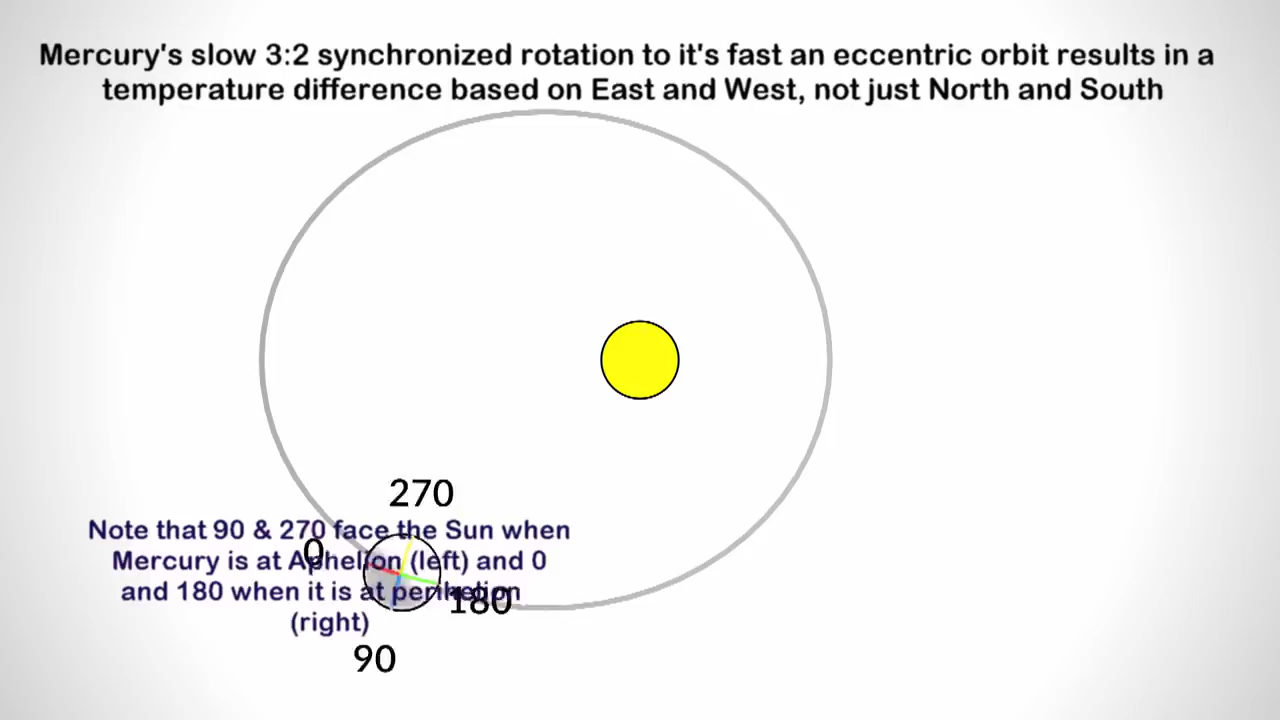 Mercury's slow 3:2 synchronized rotation to it's fast an eccentric orbit results in a
temperature difference based on East and West, not just North and South
270
Note that 90 & 270 face the Sun when
0
Mercury is at Aphelion (left) and 0
and 180 when it is at perihelion
180
(right)
90